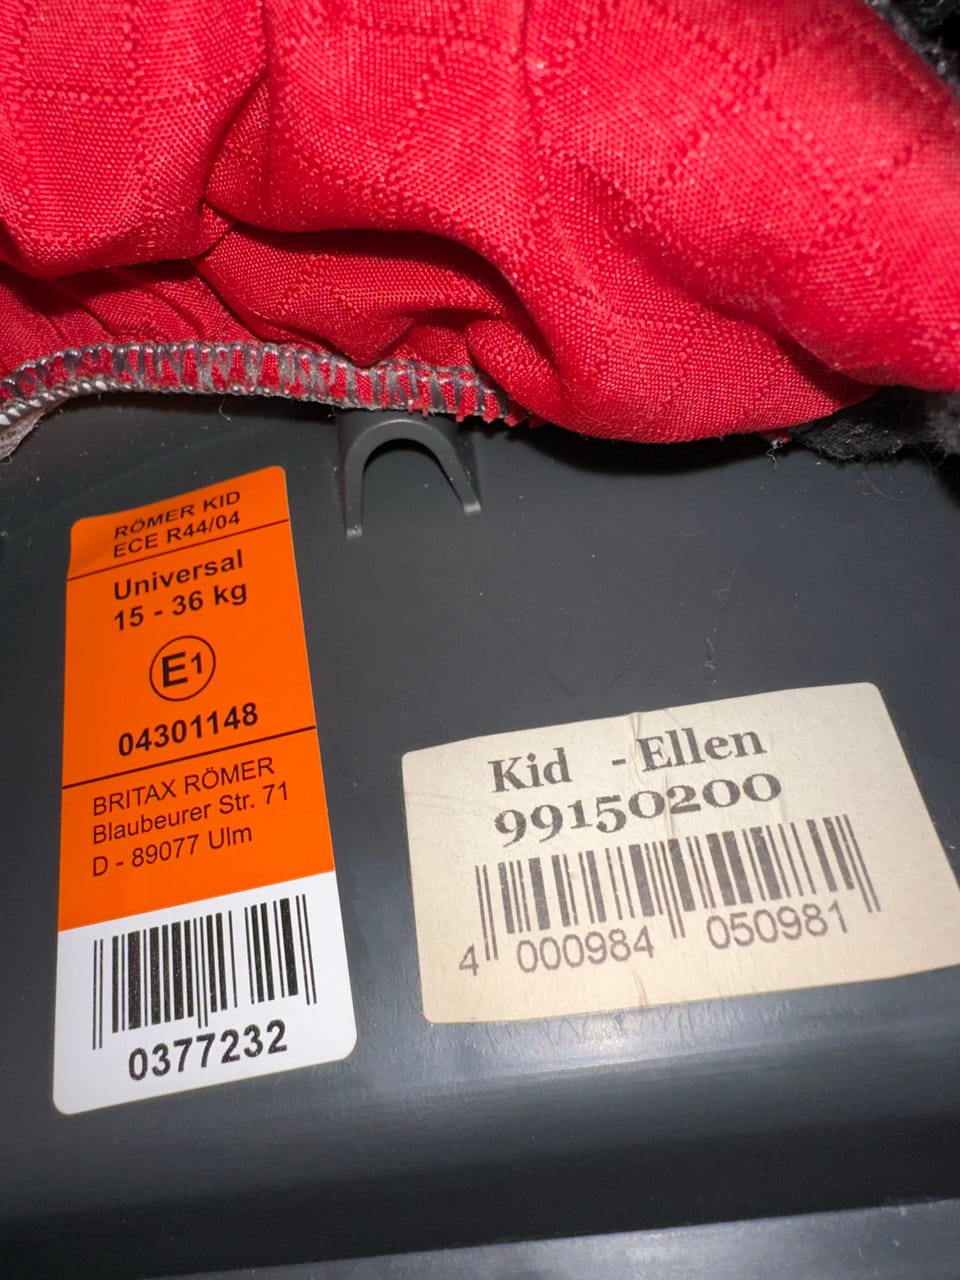 RÖMER KID
ECE R44/04
Universal
15 - 36 kg
E1
04301148
BRITAX RÖMER
Blaubeurer Str. 71
D - 89077 Ulm
0377232
Kid - Ellen
99150200
4 000984 050981